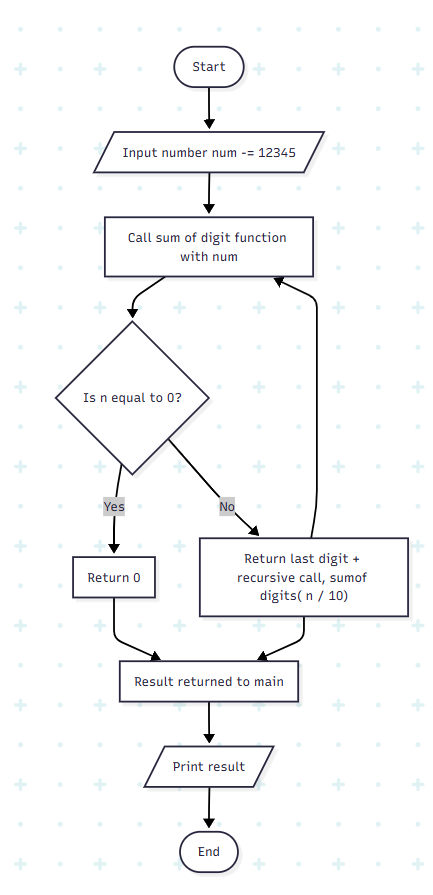 Start
Input number num -= 12345
Call sum of digit function
with num
Is n equal to 0?
Yes
No
Return last digit +
recursive call, sumof
digits( n / 10)
Return 0
Result returned to main
Print result
End